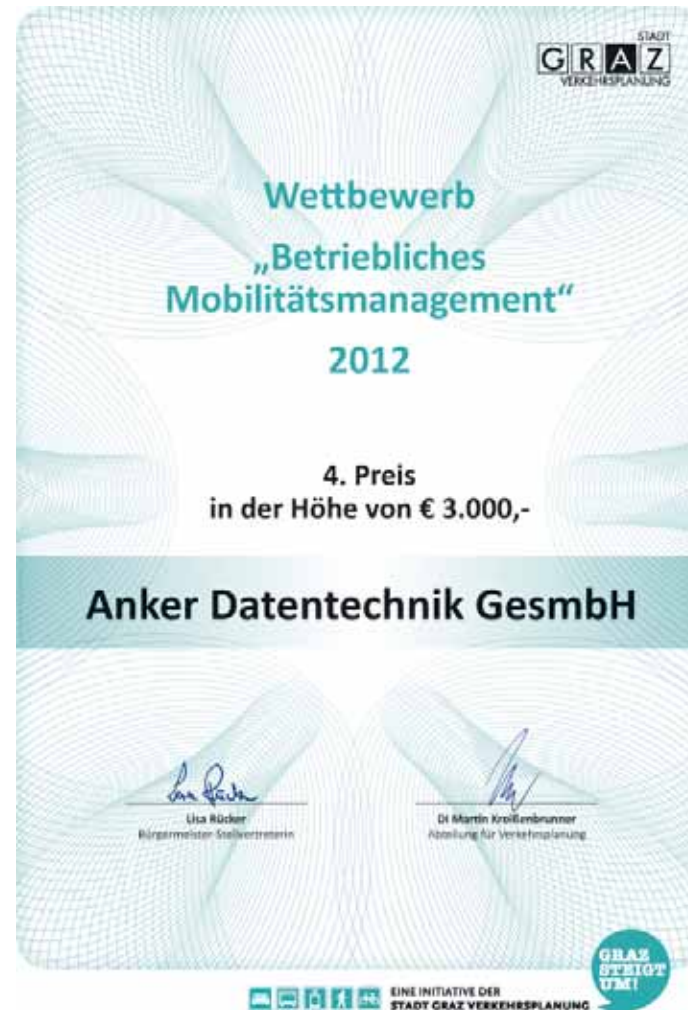 STADT
GRAZ
VERKEHRSPLANUNG
Wettbewerb
„Betriebliches
Mobilitätsmanagement“
2012
4. Preis
in der Höhe von € 3.000,-
Anker Datentechnik GesmbH
Lisa Rücker
Bürgermeister-Stellvertreterin
DI Martin Kroißenbrunner
Abteilung für Verkehrsplanung
GRAZ
STEIGT
UM!
EINE INITIATIVE DER
STADT GRAZ VERKEHRSPLANUNG